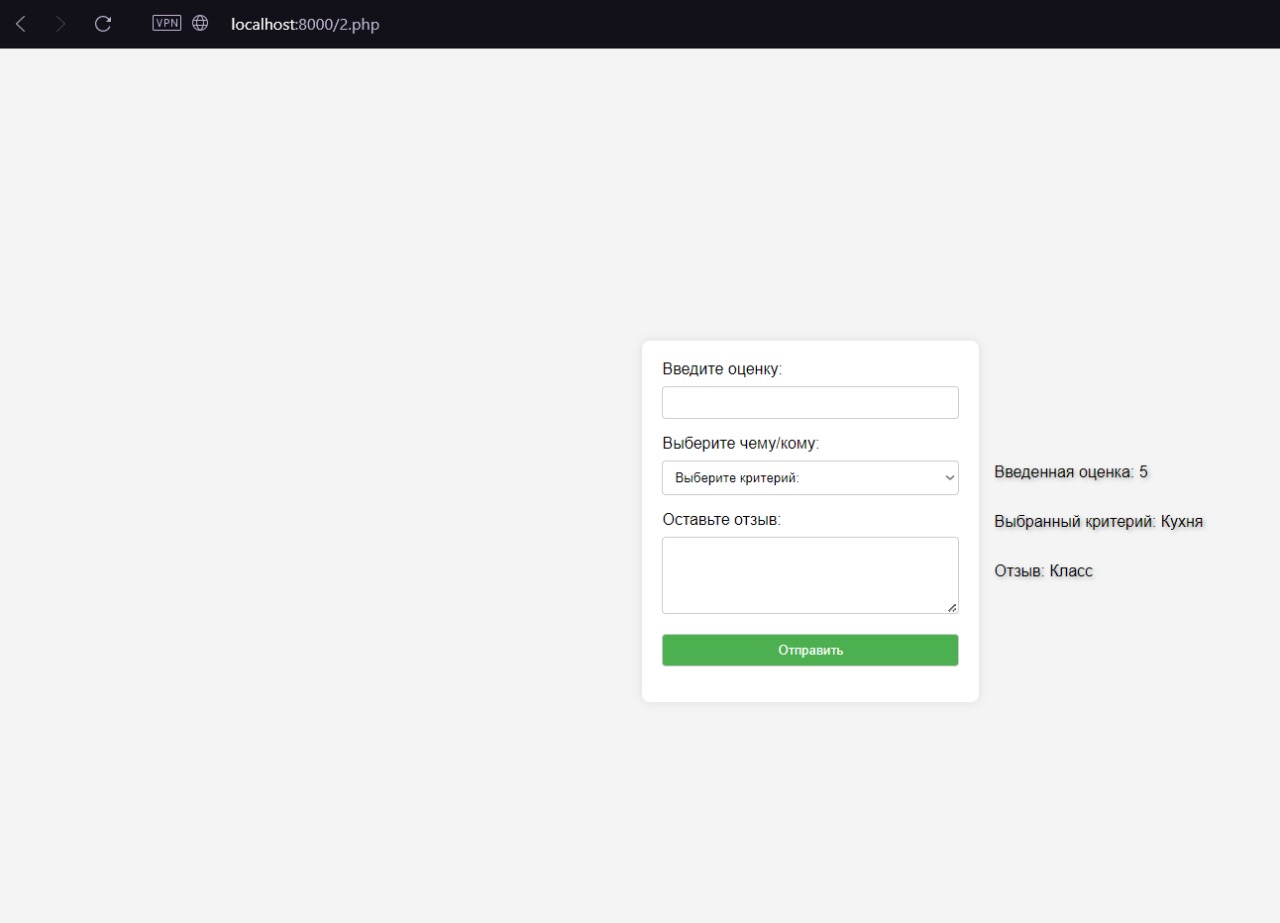 VPN localhost:8000/2.php
Введите оценку:
Выберите чему/кому:
Выберите критерий:
Оставьте отзыв:
Отправить
Введенная оценка: 5
Выбранный критерий: Кухня
Отзыв: Класс